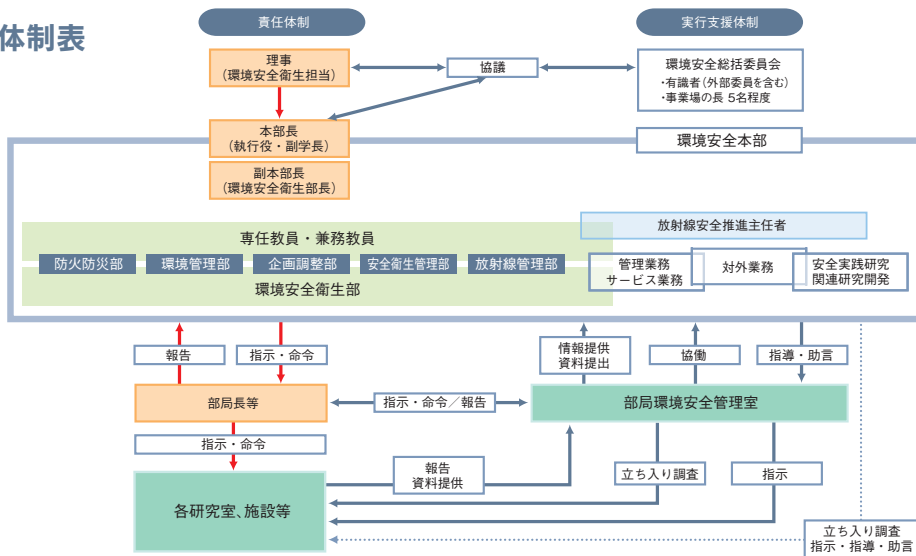 体制表
責任体制
実行支援体制
理事
(環境安全衛生担当)
協議
環境安全総括委員会
・有識者(外部委員を含む)
・事業場の長 5名程度
本部長
(執行役・副学長)
環境安全本部
副本部長
(環境安全衛生部長)
専任教員・兼務教員
放射線安全推進主任者
防火防災部
環境管理部
企画調整部
安全衛生管理部
放射線管理部
管理業務
サービス業務
対外業務
安全実践研究
関連研究開発
環境安全衛生部
報告
指示・命令
情報提供
資料提出
協働
指導・助言
部局長等
指示・命令/報告
部局環境安全管理室
指示・命令
報告
資料提供
立ち入り調査
指示
各研究室、施設等
立ち入り調査
指示・指導・助言